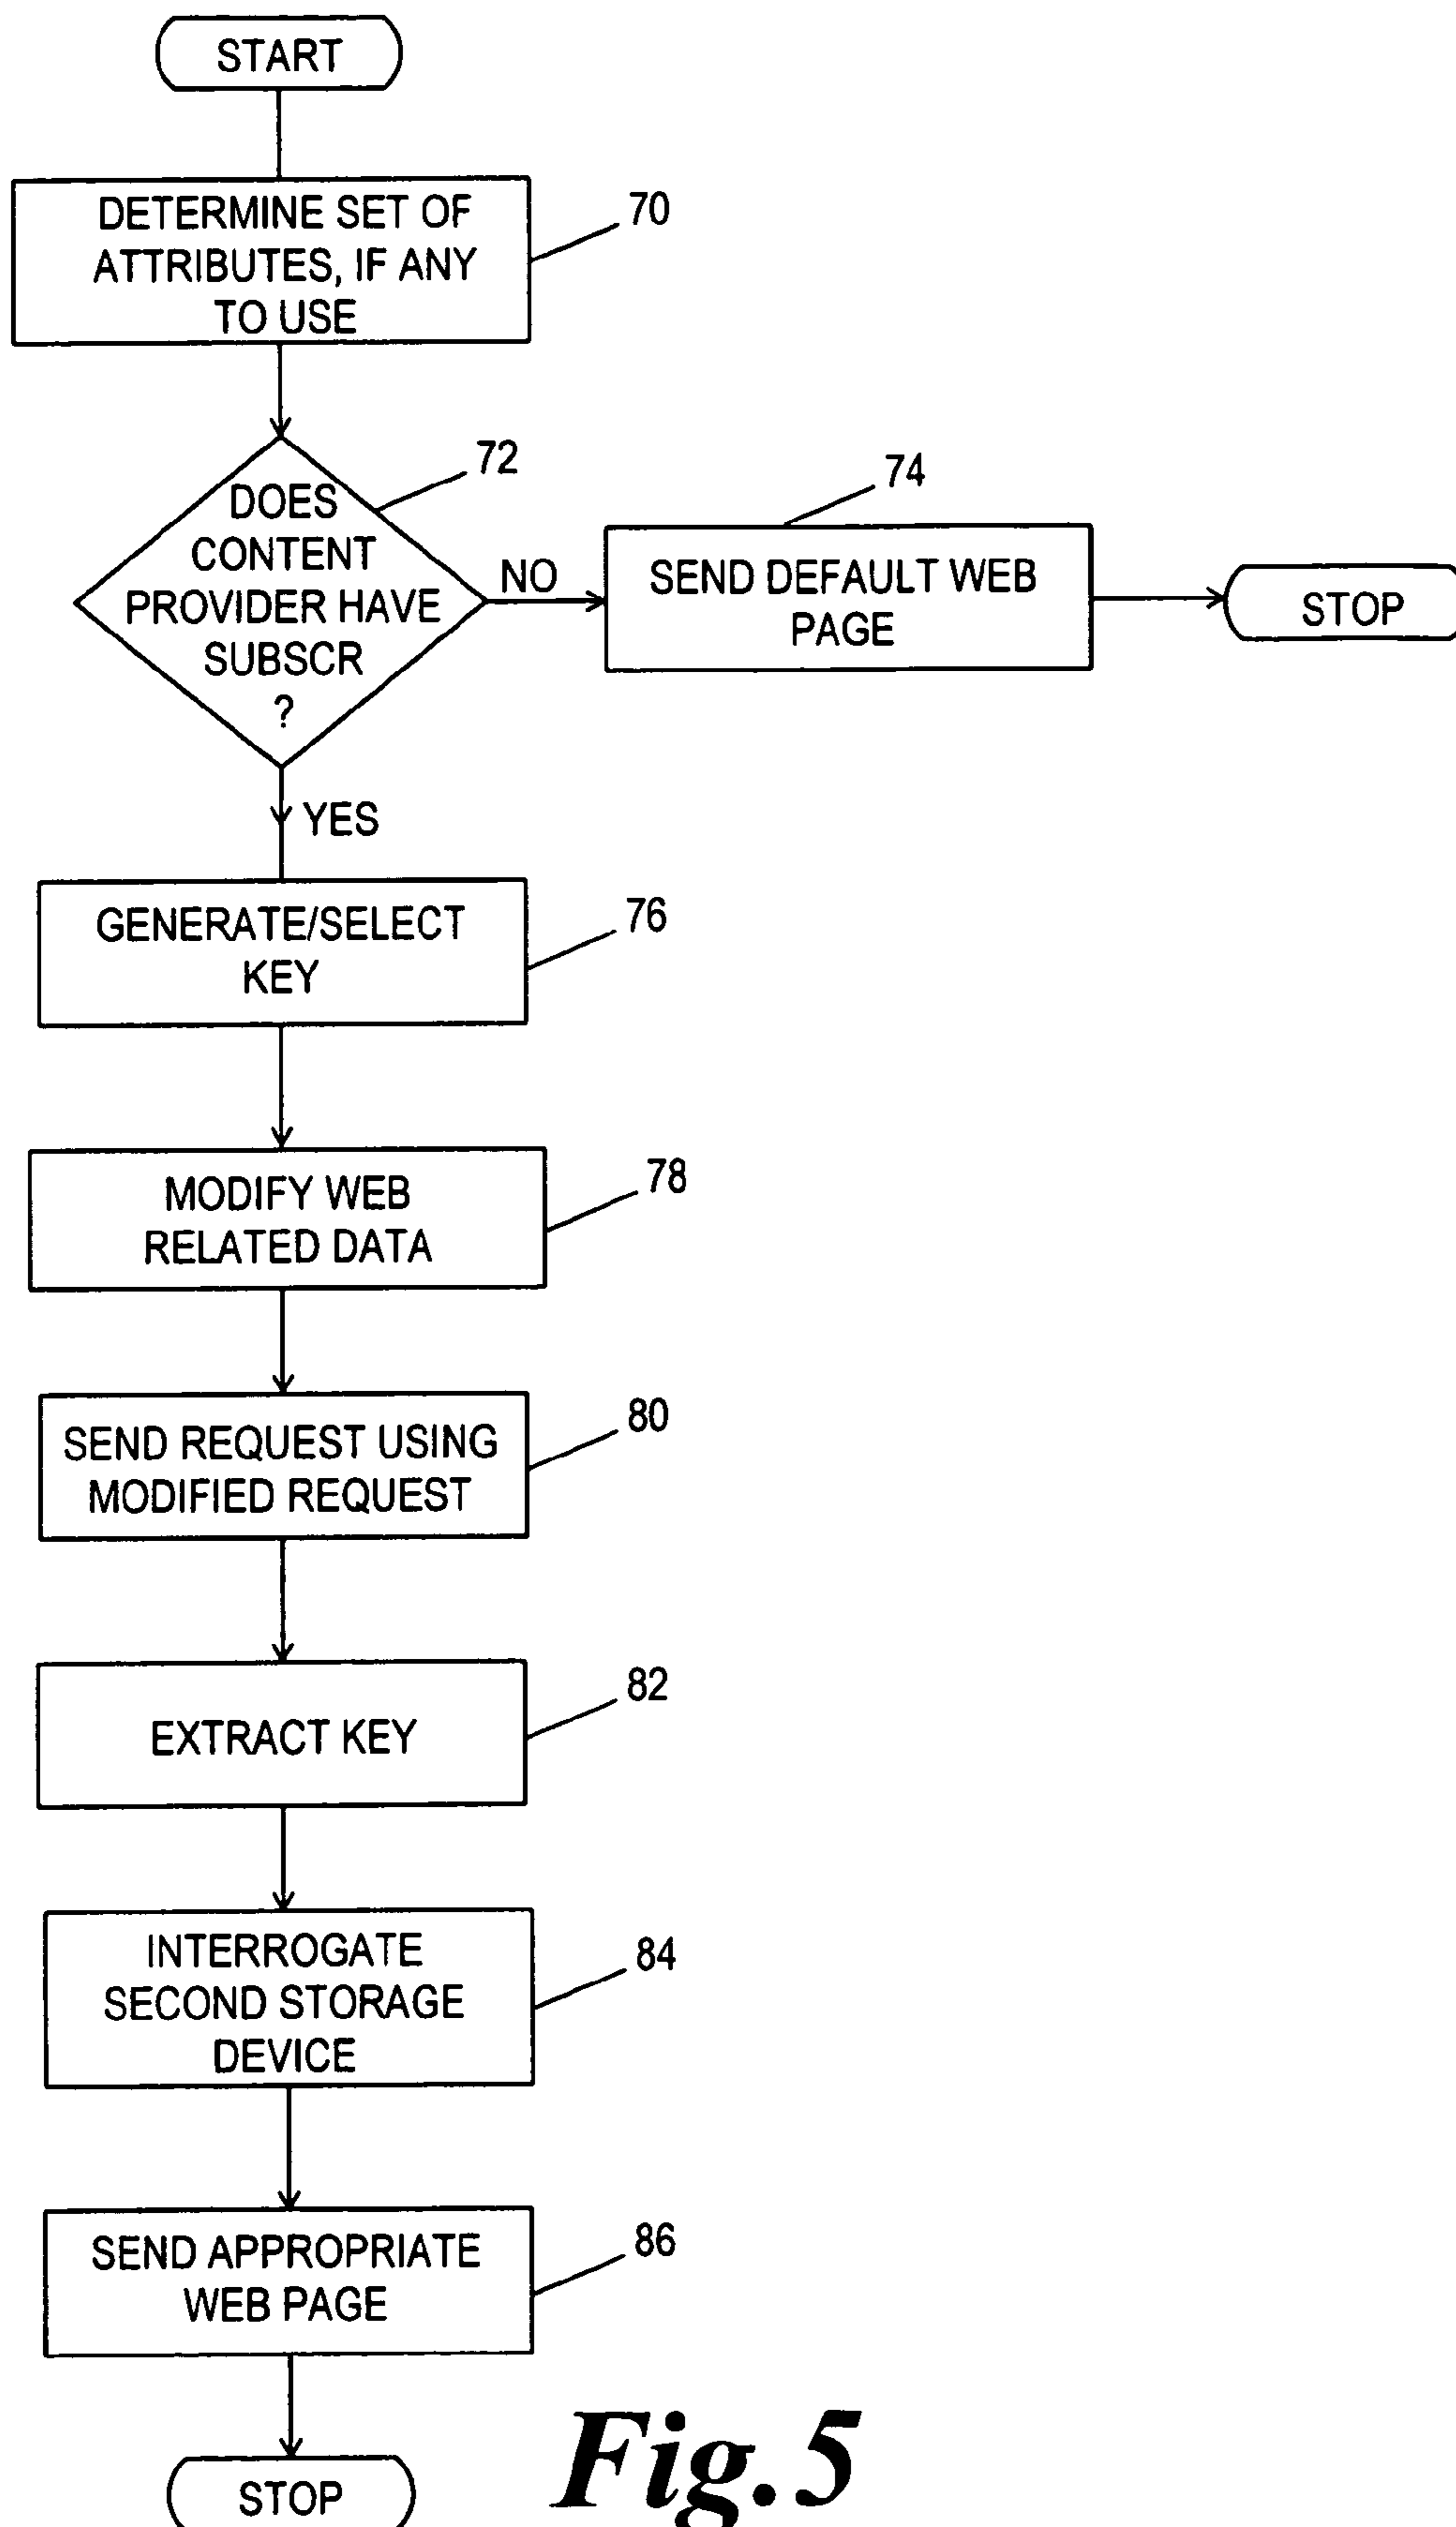 START
DETERMINE SET OF
ATTRIBUTES, IF ANY
TO USE
70
DOES
CONTENT
PROVIDER HAVE
SUBSCR
?
72
NO
74
SEND DEFAULT WEB
PAGE
STOP
YES
GENERATE/SELECT
KEY
76
MODIFY WEB
RELATED DATA
78
SEND REQUEST USING
MODIFIED REQUEST
80
EXTRACT KEY
82
INTERROGATE
SECOND STORAGE
DEVICE
84
SEND APPROPRIATE
WEB PAGE
86
STOP
Fig. 5